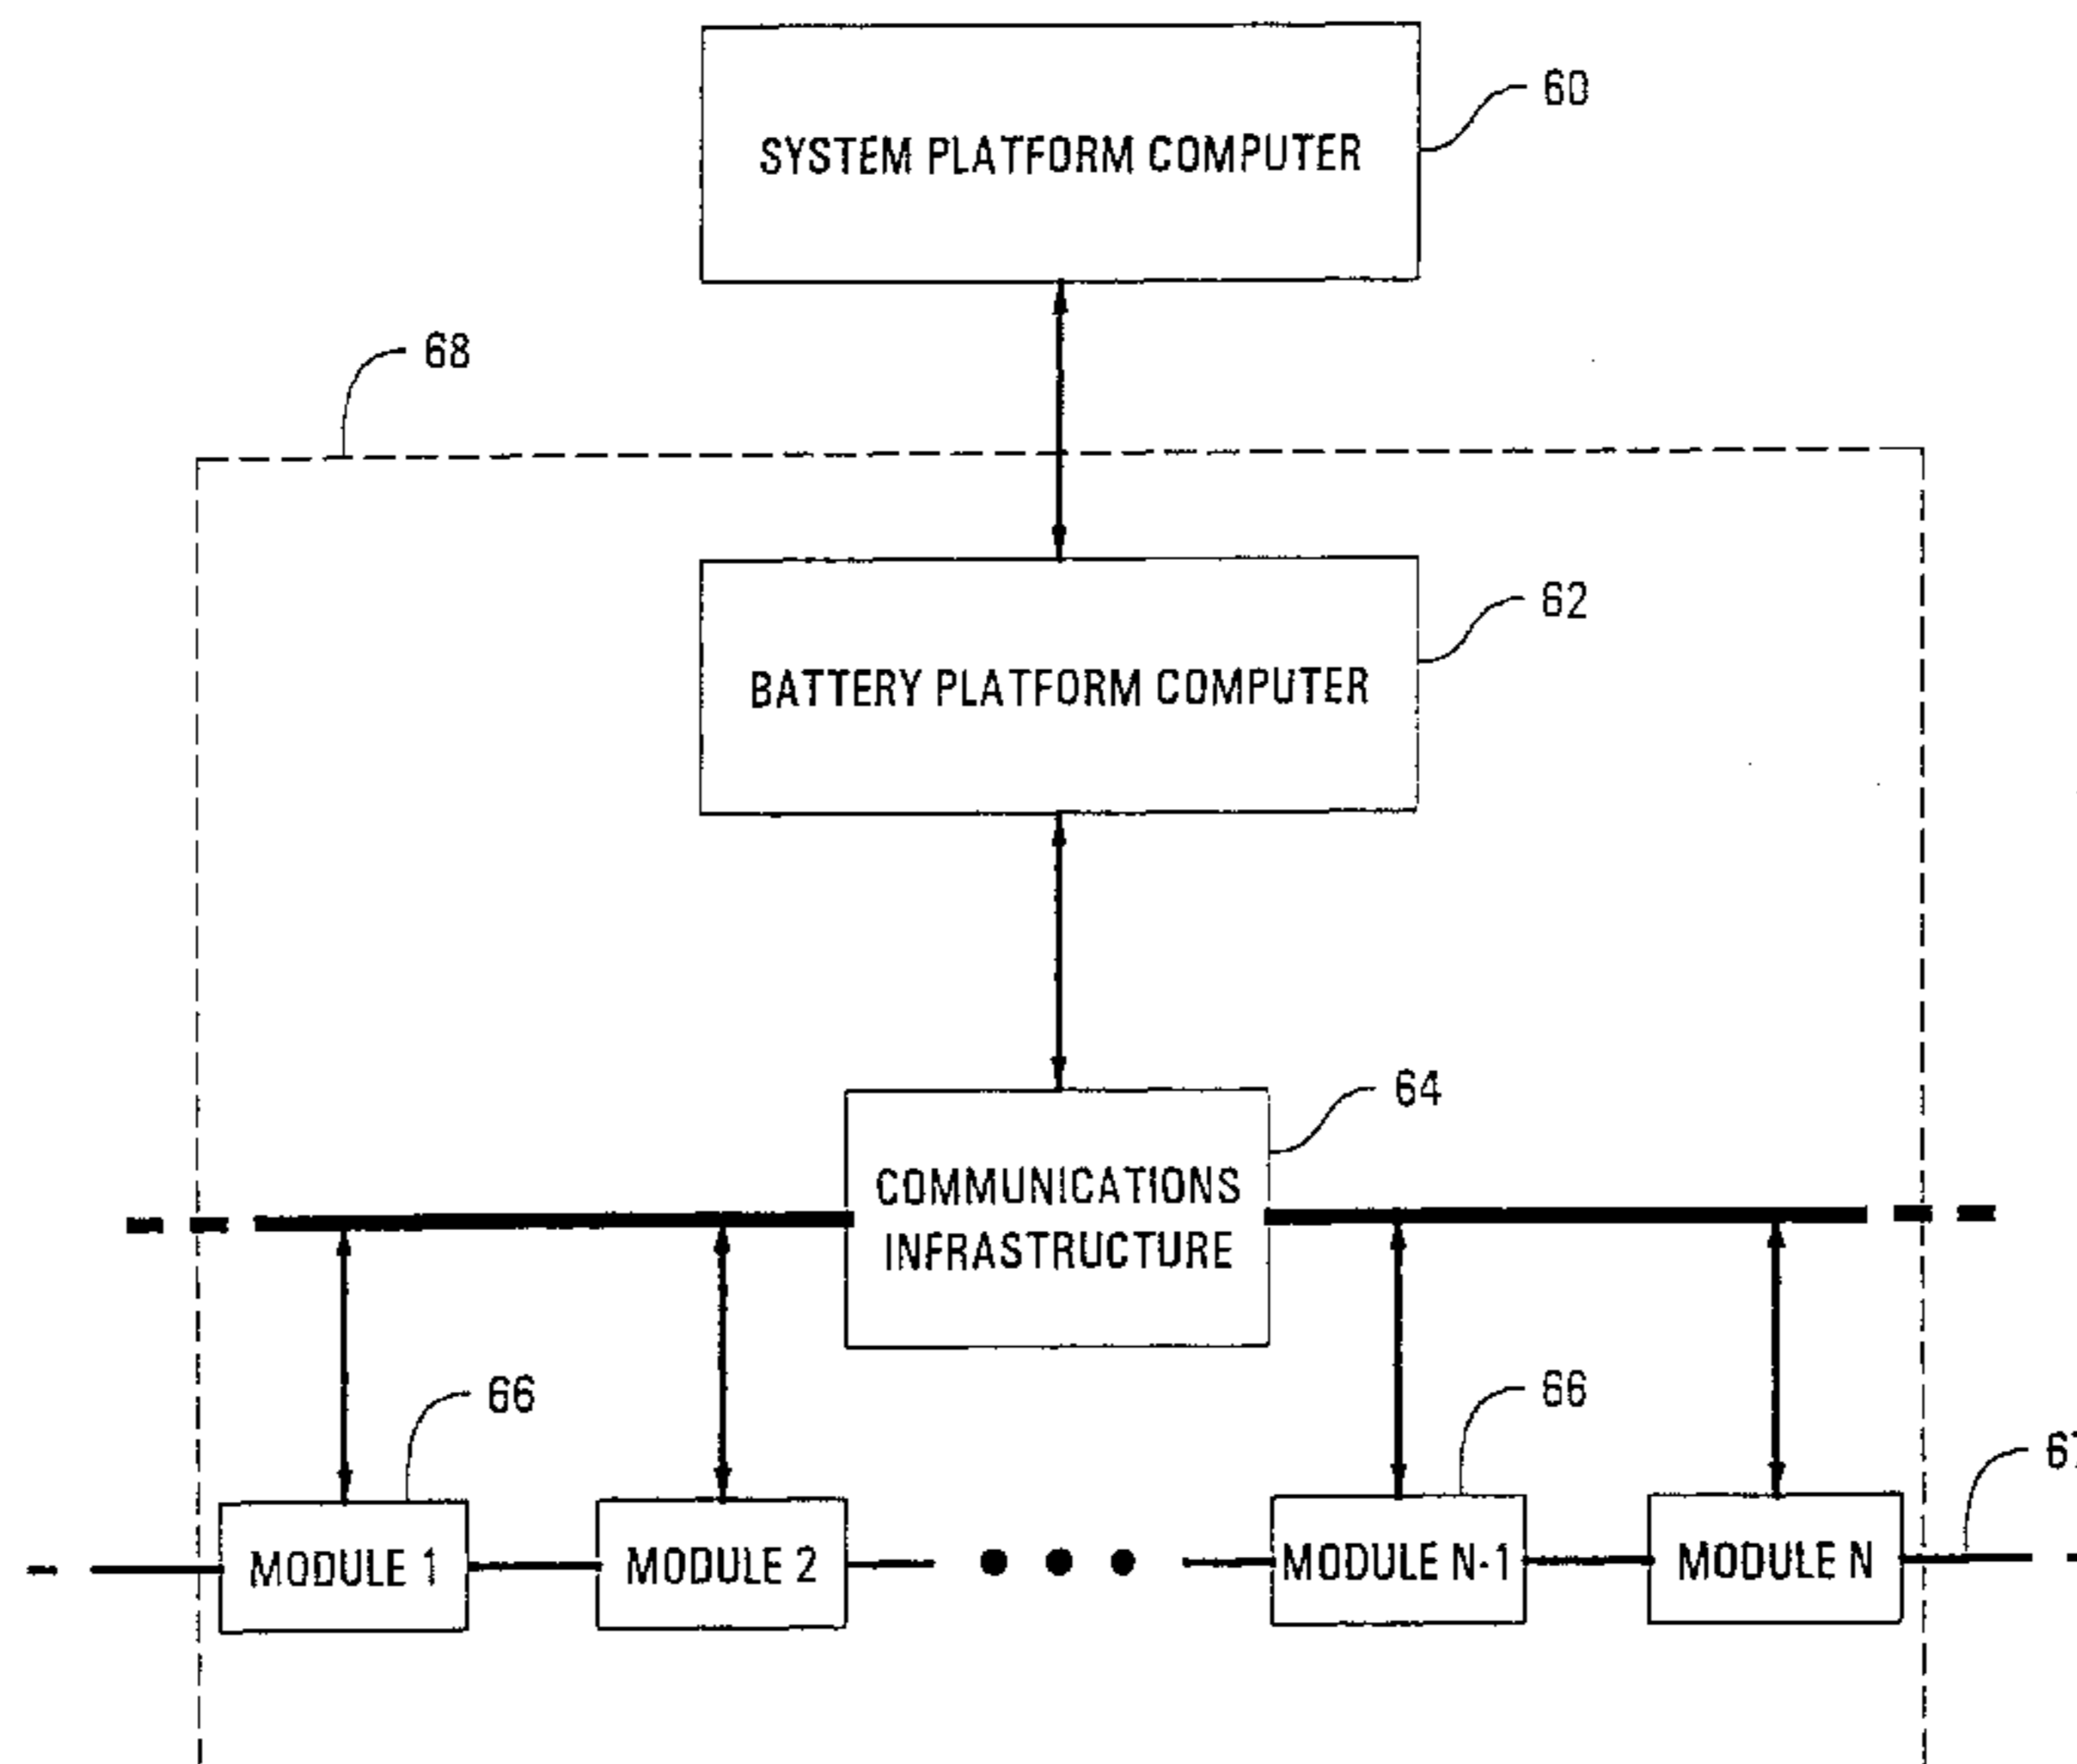 60
SYSTEM PLATFORM COMPUTER
68
62
BATTERY PLATFORM COMPUTER
64
COMMUNICATIONS
INFRASTRUCTURE
66
66
67
MODULE 1
MODULE 2
MODULE N-1
MODULE N